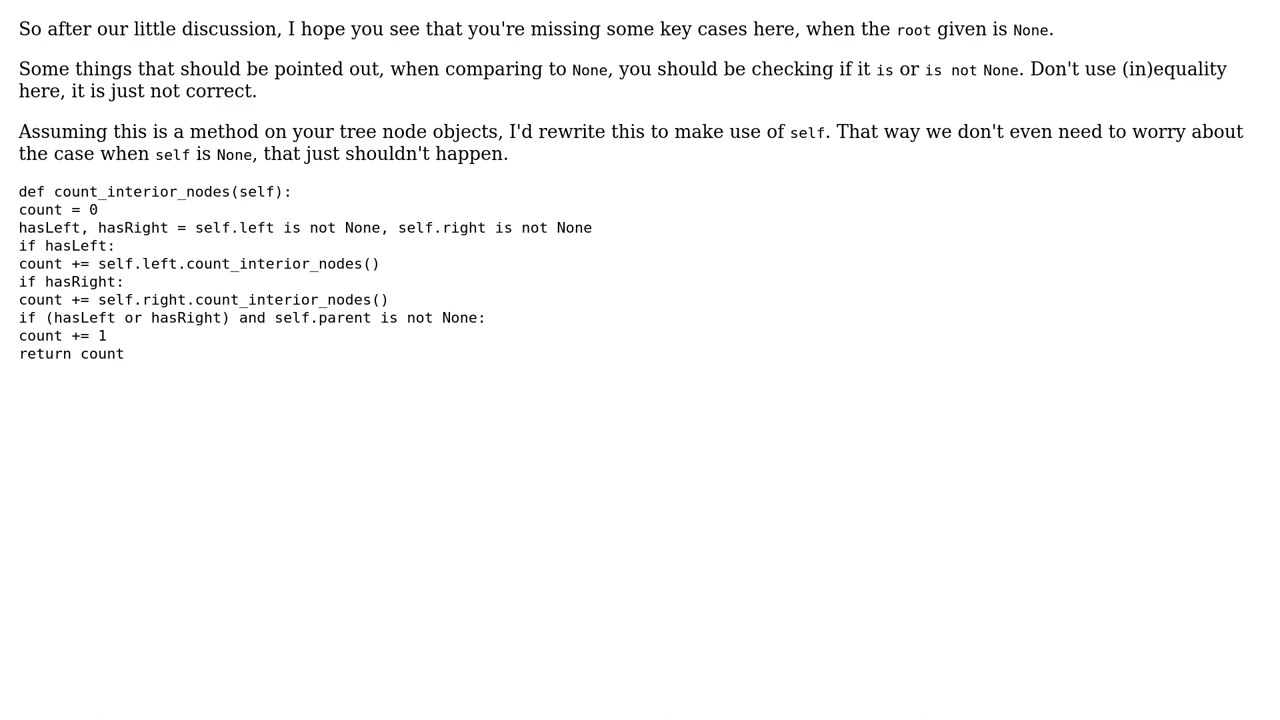 So after our little discussion, I hope you see that you're missing some key cases here, when the root given is None.
Some things that should be pointed out, when comparing to None, you should be checking if it is or is not None. Don't use (in)equality
here, it is just not correct.
Assuming this is a method on your tree node objects, I'd rewrite this to make use of self. That way we don't even need to worry about
the case when self is None, that just shouldn't happen.
def count_interior_nodes(self):
count = 0
hasLeft, hasRight = self.left is not None, self.right is not None
if hasLeft:
count += self.left.count_interior_nodes()
if hasRight:
count += self.right.count_interior_nodes()
if (hasLeft or hasRight) and self.parent is not None:
count += 1
return count